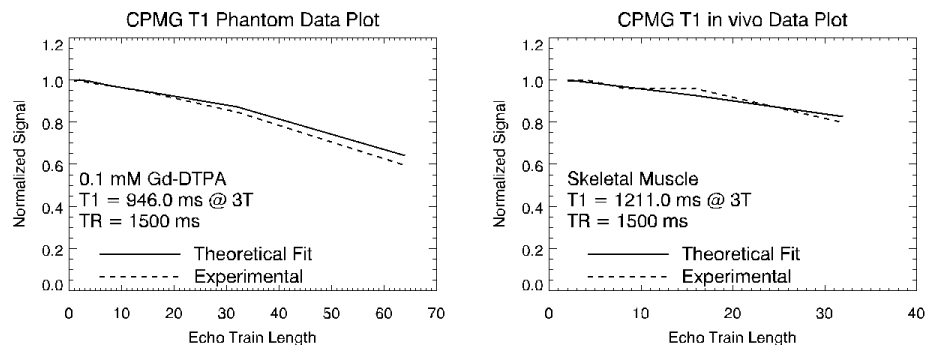 CPMG T1 Phantom Data Plot
1.2
1.0
0.8
0.6
0.4
0.2
0.0
Normalized Signal
0.1 mM Gd-DTPA
T1 = 946.0 ms @ 3T
TR = 1500 ms
Theoretical Fit
Experimental
0 10 20 30 40 50 60 70
Echo Train Length
CPMG T1 in vivo Data Plot
1.2
1.0
0.8
0.6
0.4
0.2
0.0
Normalized Signal
Skeletal Muscle
T1 = 1211.0 ms @ 3T
TR = 1500 ms
Theoretical Fit
Experimental
0 10 20 30 40
Echo Train Length